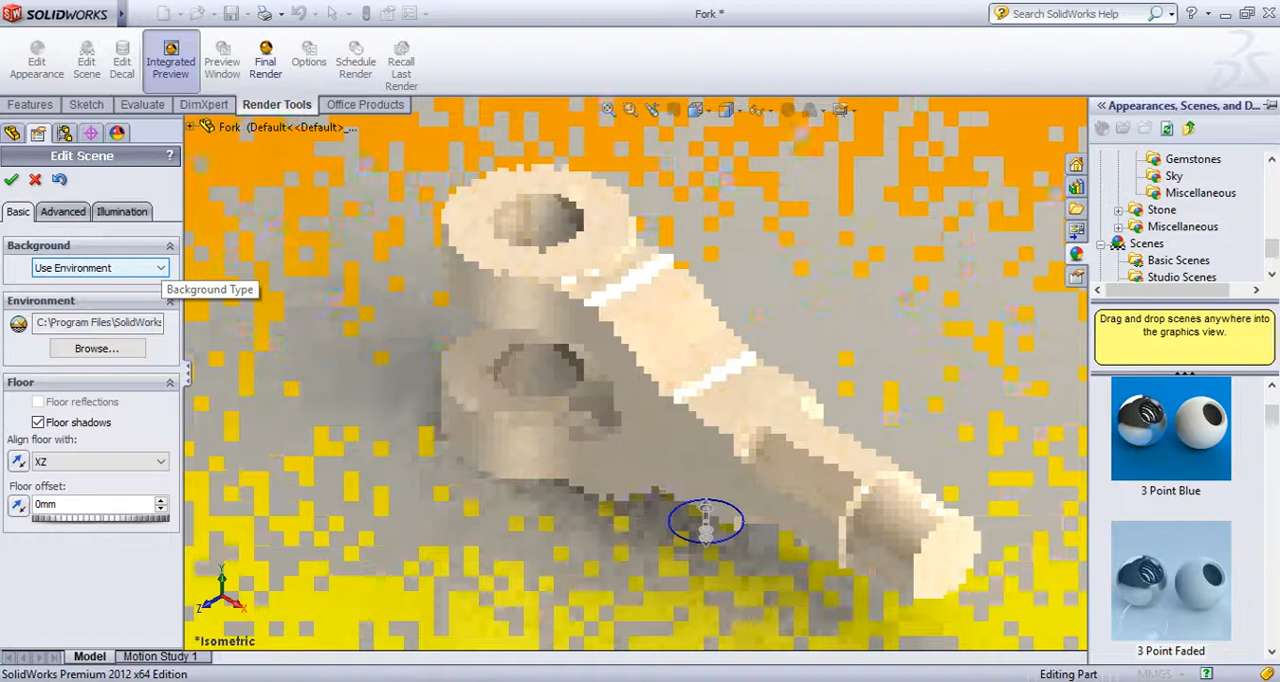 SOLIDWORKS
Fork *
Search SolidWorks Help
Edit Appearance
Edit Scene
Edit Decal
Integrated Preview
Preview Window
Final Render
Options
Schedule Render
Recall Last Render
Features
Sketch
Evaluate
DimXpert
Render Tools
Office Products
Fork (Default<<Default>_...
Edit Scene
?
Basic
Advanced
Illumination
Background
Use Environment
Background Type
Environment
C:\Program Files\SolidWorks
Browse...
Floor
Floor reflections
Floor shadows
Align floor with:
XZ
Floor offset:
0mm
Y
Z
X
*Isometric
Model
Motion Study 1
SolidWorks Premium 2012 x64 Edition
Editing Part
MMGS
Appearances, Scenes, and D...
Gemstones
Sky
Miscellaneous
Stone
Miscellaneous
Scenes
Basic Scenes
Studio Scenes
Drag and drop scenes anywhere into
the graphics view.
3 Point Blue
3 Point Faded